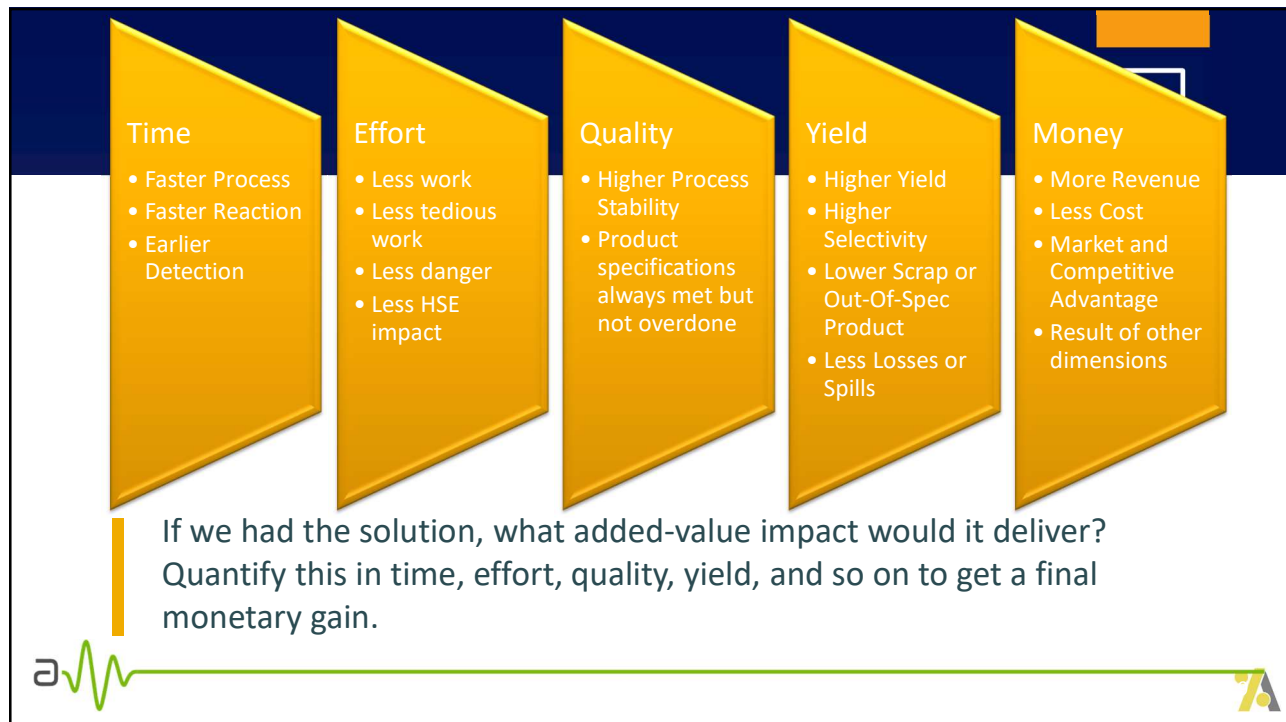 Time
• Faster Process
• Faster Reaction
• Earlier
Detection
Effort
• Less work
• Less tedious
work
• Less danger
• Less HSE
impact
Quality
• Higher Process
Stability
• Product
specifications
always met but
not overdone
Yield
• Higher Yield
• Higher
Selectivity
• Lower Scrap or
Out-Of-Spec
Product
• Less Losses or
Spills
Money
• More Revenue
• Less Cost
• Market and
Competitive
Advantage
• Result of other
dimensions
If we had the solution, what added-value impact would it deliver?
Quantify this in time, effort, quality, yield, and so on to get a final
monetary gain.
a